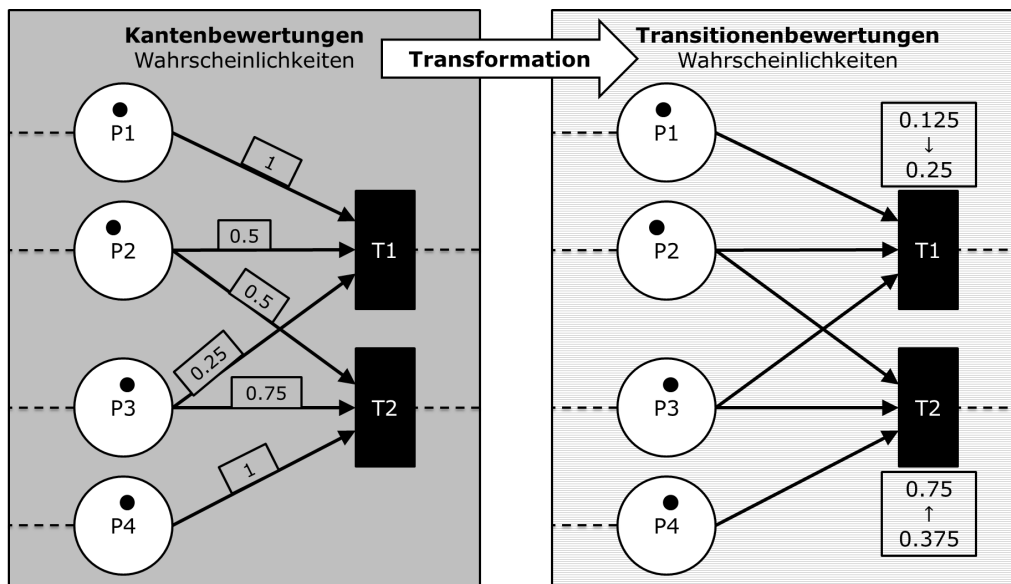 Kantenbewertungen
Wahrscheinlichkeiten
Transformation
Transitionenbewertungen
Wahrscheinlichkeiten
P1
1
P2
0.5
0.5
T1
P3
0.25
0.75
T2
P4
1
P1
0.125
↓
0.25
P2
T1
P3
T2
P4
0.75
↑
0.375